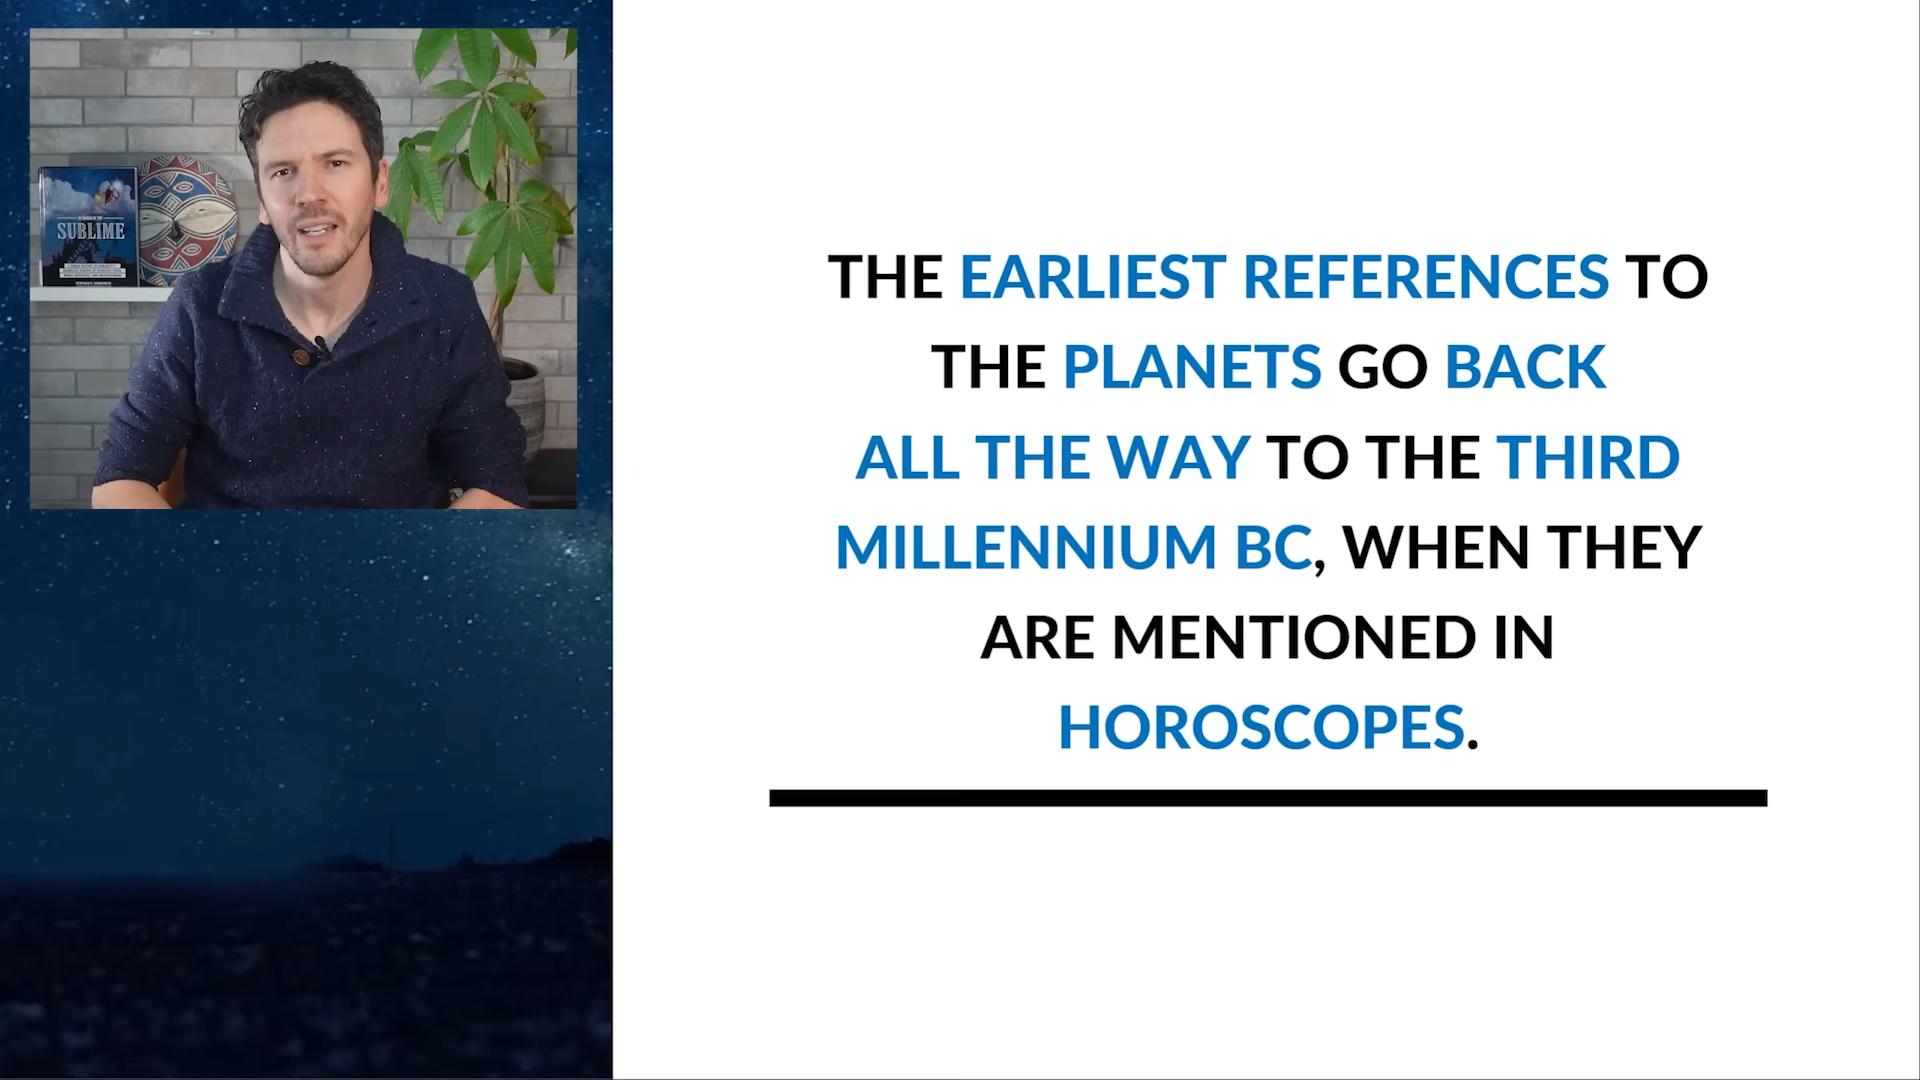 SUBLIME
THE EARLIEST REFERENCES TO
THE PLANETS GO BACK
ALL THE WAY TO THE THIRD
MILLENNIUM BC, WHEN THEY
ARE MENTIONED IN
HOROSCOPES.